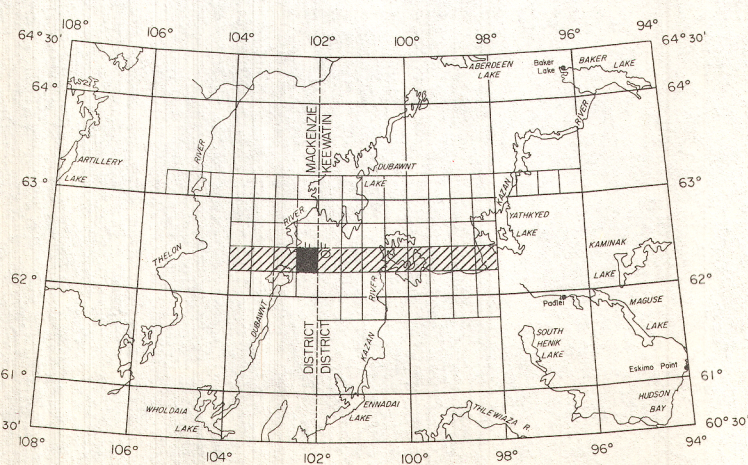 108° 106° 104° 102° 100° 98° 96° 94°
64° 30' 64° 30'
ABERDEEN
LAKE
Baker
Lake
BAKER
LAKE
64° 64°
RIVER
MACKENZIE
KEEWATIN
RIVER
ARTILLERY
LAKE
DUBAWNT
LAKE
KAZAN
63° 63°
RIVER
YATHKYED
LAKE
THELON
OF
KAMINAK
LAKE
62° 62°
RIVER
DUBAWNT
Padlei
MAGUSE
LAKE
DISTRICT
DISTRICT
KAZAN
SOUTH
HENIK
LAKE
Eskimo Point
61° 61°
WHOLDAIA
LAKE
ENNADAI
LAKE
THLEWIAZA R.
HUDSON
BAY
30' 60° 30'
108° 106° 104° 102° 100° 98° 96° 94°